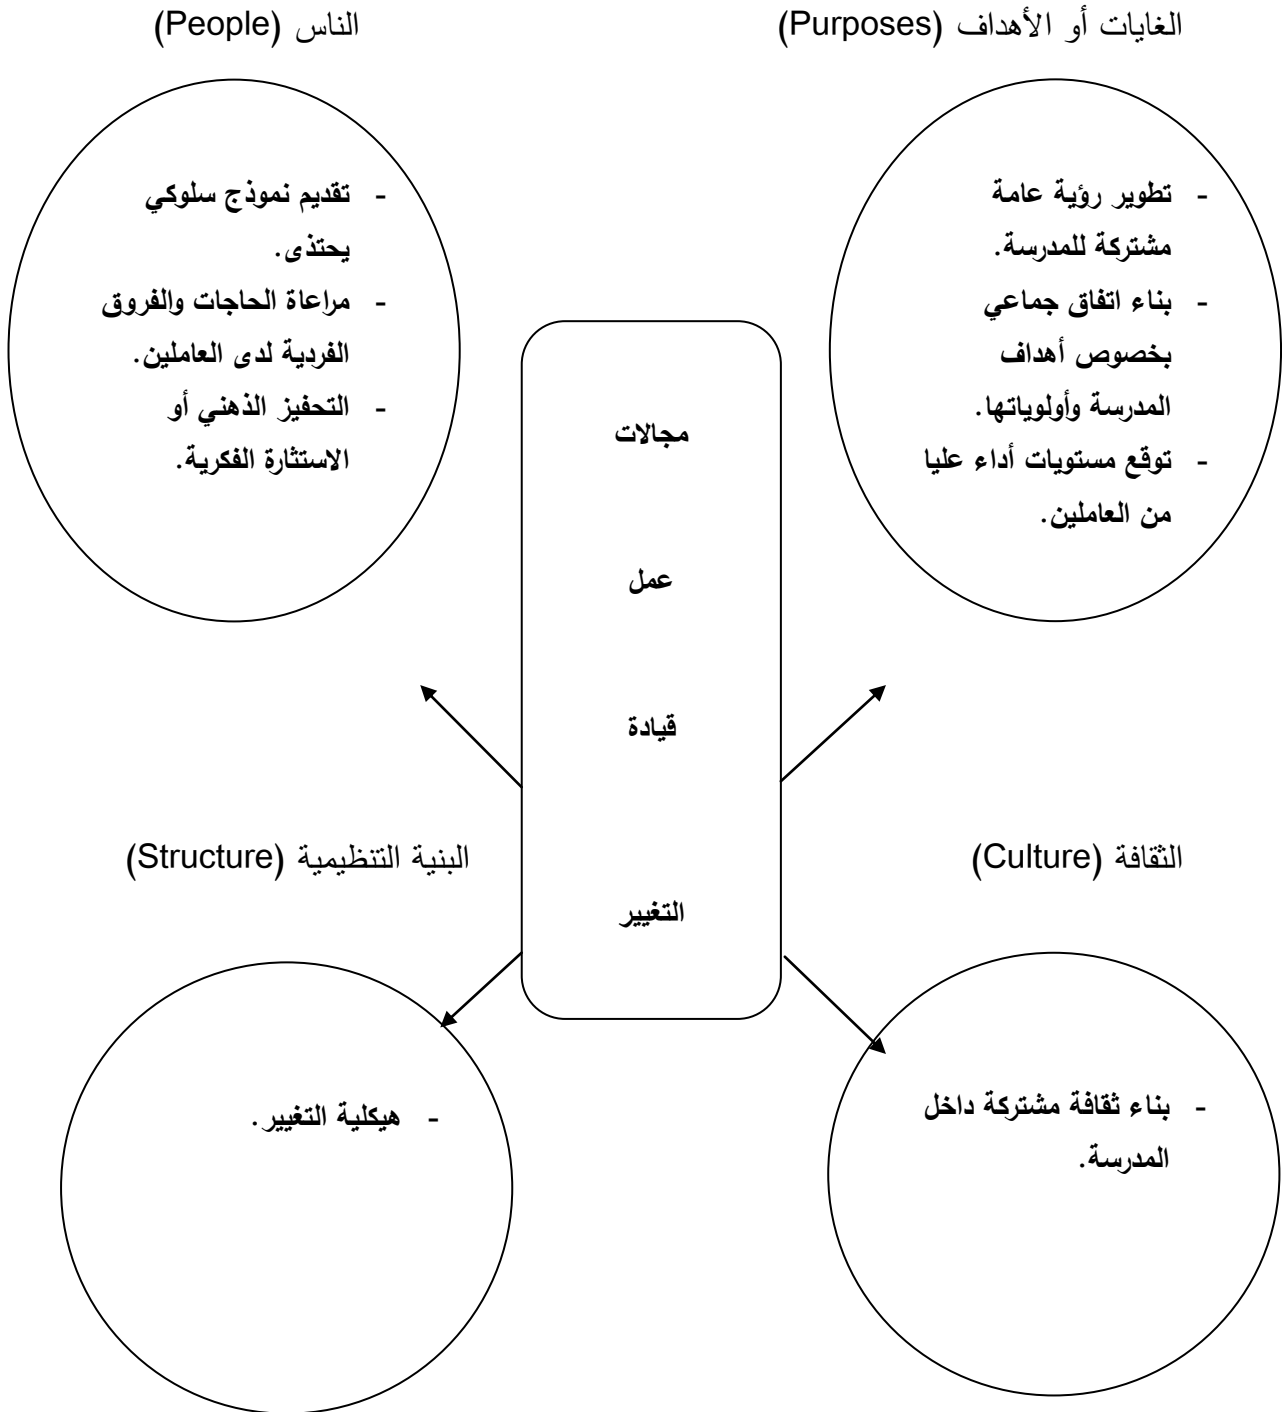 الغايات أو الأهداف (Purposes)
- تطوير رؤية عامة
مشتركة للمدرسة.
- بناء اتفاق جماعي
بخصوص أهداف
المدرسة وأولوياتها.
- توقع مستويات أداء عليا
من العاملين.
الناس (People)
- تقديم نموذج سلوكي
يحتذى.
- مراعاة الحاجات والفروق
الفردية لدى العاملين.
- التحفيز الذهني أو
الاستثارة الفكرية.
مجالات
عمل
قيادة
التغيير
الثقافة (Culture)
- بناء ثقافة مشتركة داخل
المدرسة.
البنية التنظيمية (Structure)
- هيكلية التغيير.